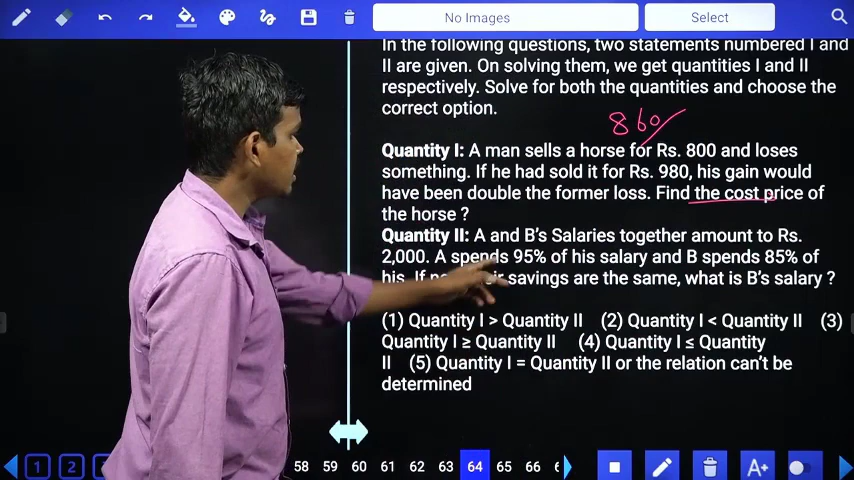 No Images
Select
In the following questions, two statements numbered I and
II are given. On solving them, we get quantities I and II
respectively. Solve for both the quantities and choose the
correct option.
860
Quantity I: A man sells a horse for Rs. 800 and loses
something. If he had sold it for Rs. 980, his gain would
have been double the former loss. Find the cost price of
the horse ?
Quantity II: A and B's Salaries together amount to Rs.
2,000. A spends 95% of his salary and B spends 85% of
his. If savings are the same, what is B's salary ?
(1) Quantity I > Quantity II (2) Quantity I < Quantity II (3)
Quantity I ≥ Quantity II (4) Quantity I ≤ Quantity
II (5) Quantity I = Quantity II or the relation can't be
determined
1 2 58 59 60 61 62 63 64 65 66
A+